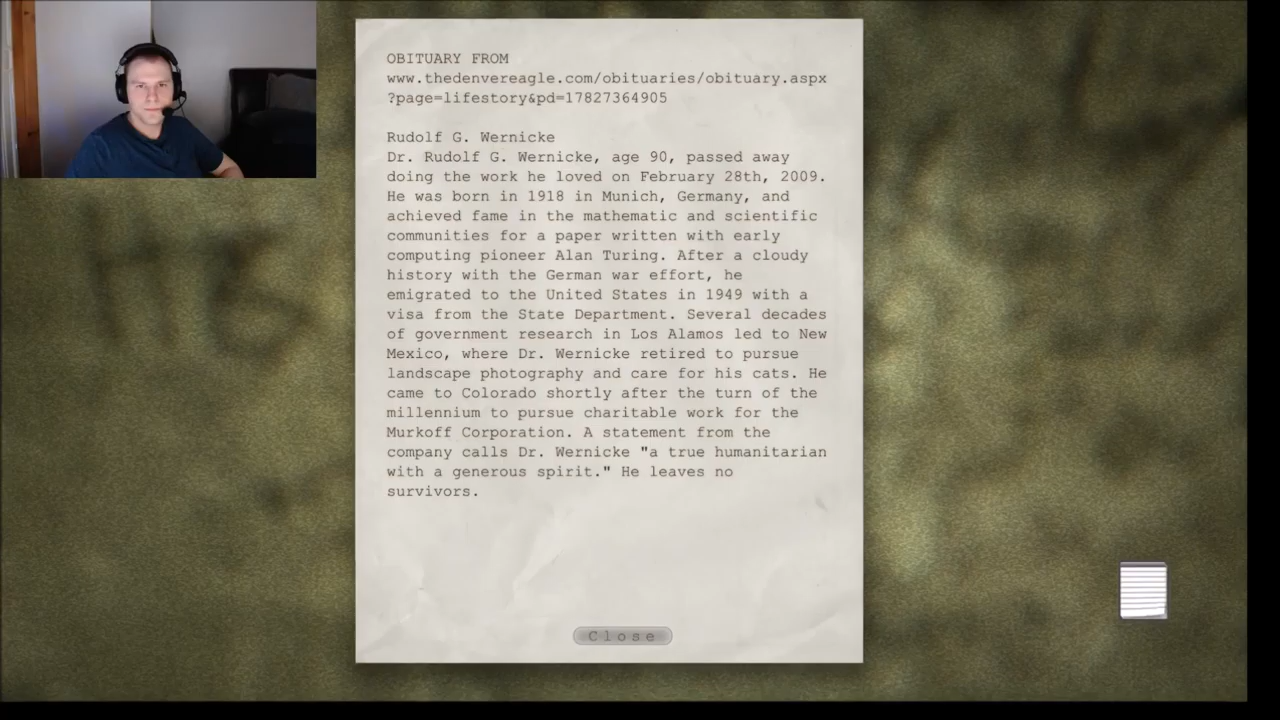 OBITUARY FROM
www.thedenvereagle.com/obituaries/obituary.aspx
?page=lifestory&pd=17827364905
Rudolf G. Wernicke
Dr. Rudolf G. Wernicke, age 90, passed away
doing the work he loved on February 28th, 2009.
He was born in 1918 in Munich, Germany, and
achieved fame in the mathematic and scientific
communities for a paper written with early
computing pioneer Alan Turing. After a cloudy
history with the German war effort, he
emigrated to the United States in 1949 with a
visa from the State Department. Several decades
of government research in Los Alamos led to New
Mexico, where Dr. Wernicke retired to pursue
landscape photography and care for his cats. He
came to Colorado shortly after the turn of the
millennium to pursue charitable work for the
Murkoff Corporation. A statement from the
company calls Dr. Wernicke "a true humanitarian
with a generous spirit." He leaves no
survivors.
Close